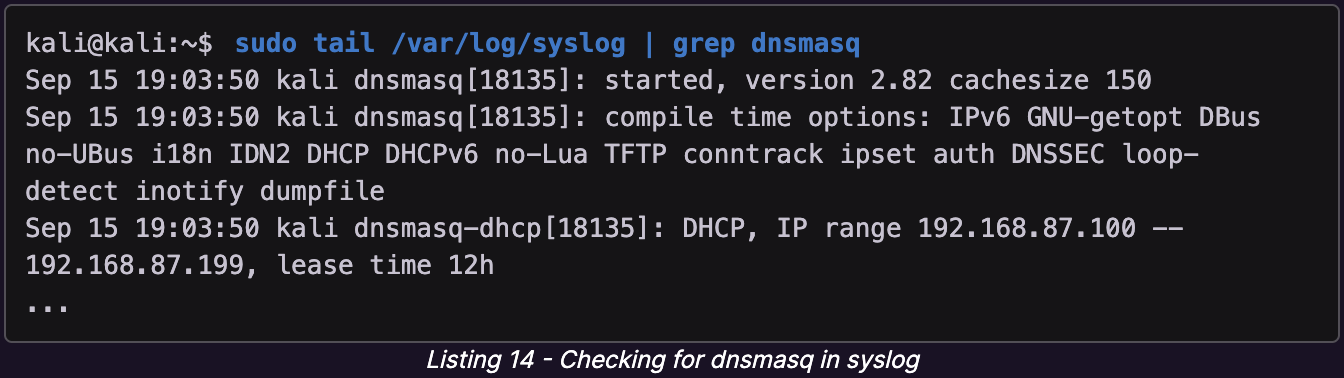 kali@kali:~$ sudo tail /var/log/syslog | grep dnsmasq
Sep 15 19:03:50 kali dnsmasq[18135]: started, version 2.82 cachesize 150
Sep 15 19:03:50 kali dnsmasq[18135]: compile time options: IPv6 GNU-getopt DBus
no-UBus i18n IDN2 DHCP DHCPv6 no-Lua TFTP conntrack ipset auth DNSSEC loop-
detect inotify dumpfile
Sep 15 19:03:50 kali dnsmasq-dhcp[18135]: DHCP, IP range 192.168.87.100 --
192.168.87.199, lease time 12h
...
Listing 14 - Checking for dnsmasq in syslog